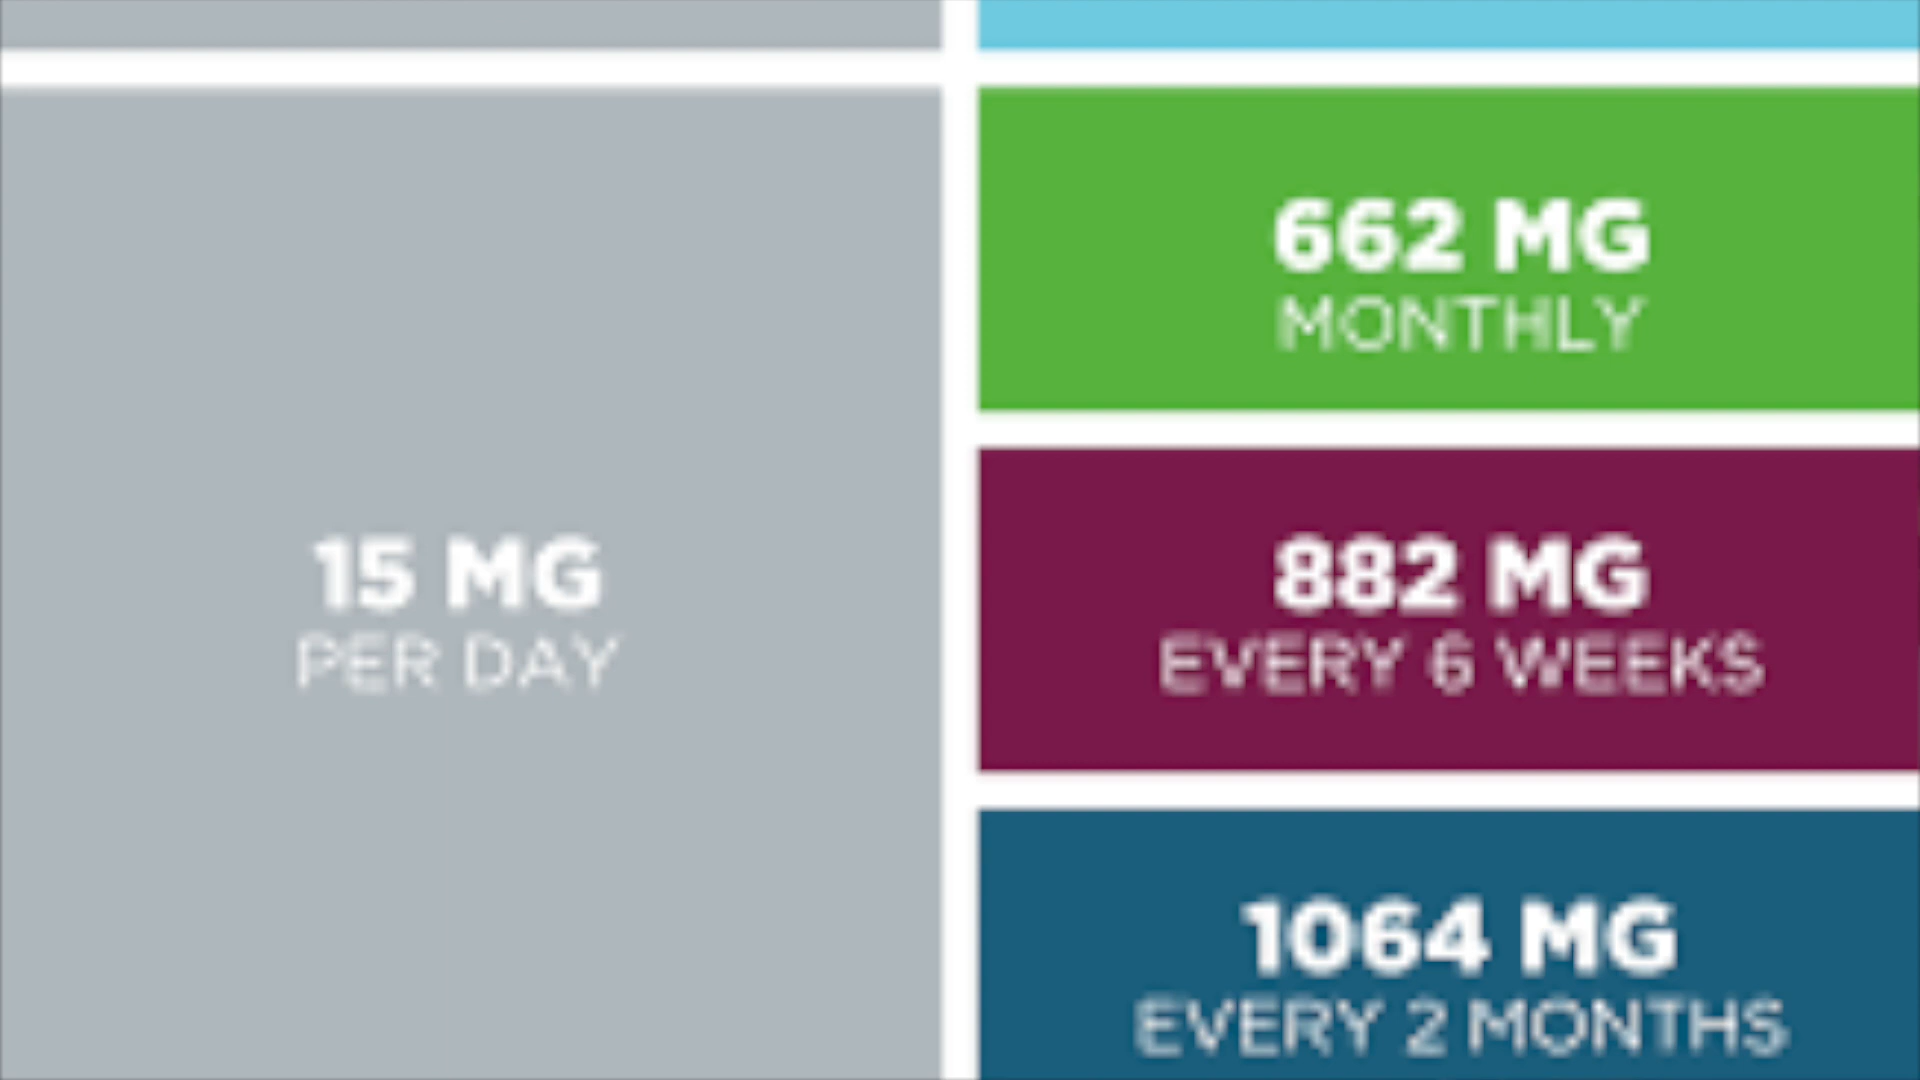 15 MG
PER DAY
662 MG
MONTHLY
882 MG
EVERY 6 WEEKS
1064 MG
EVERY 2 MONTHS